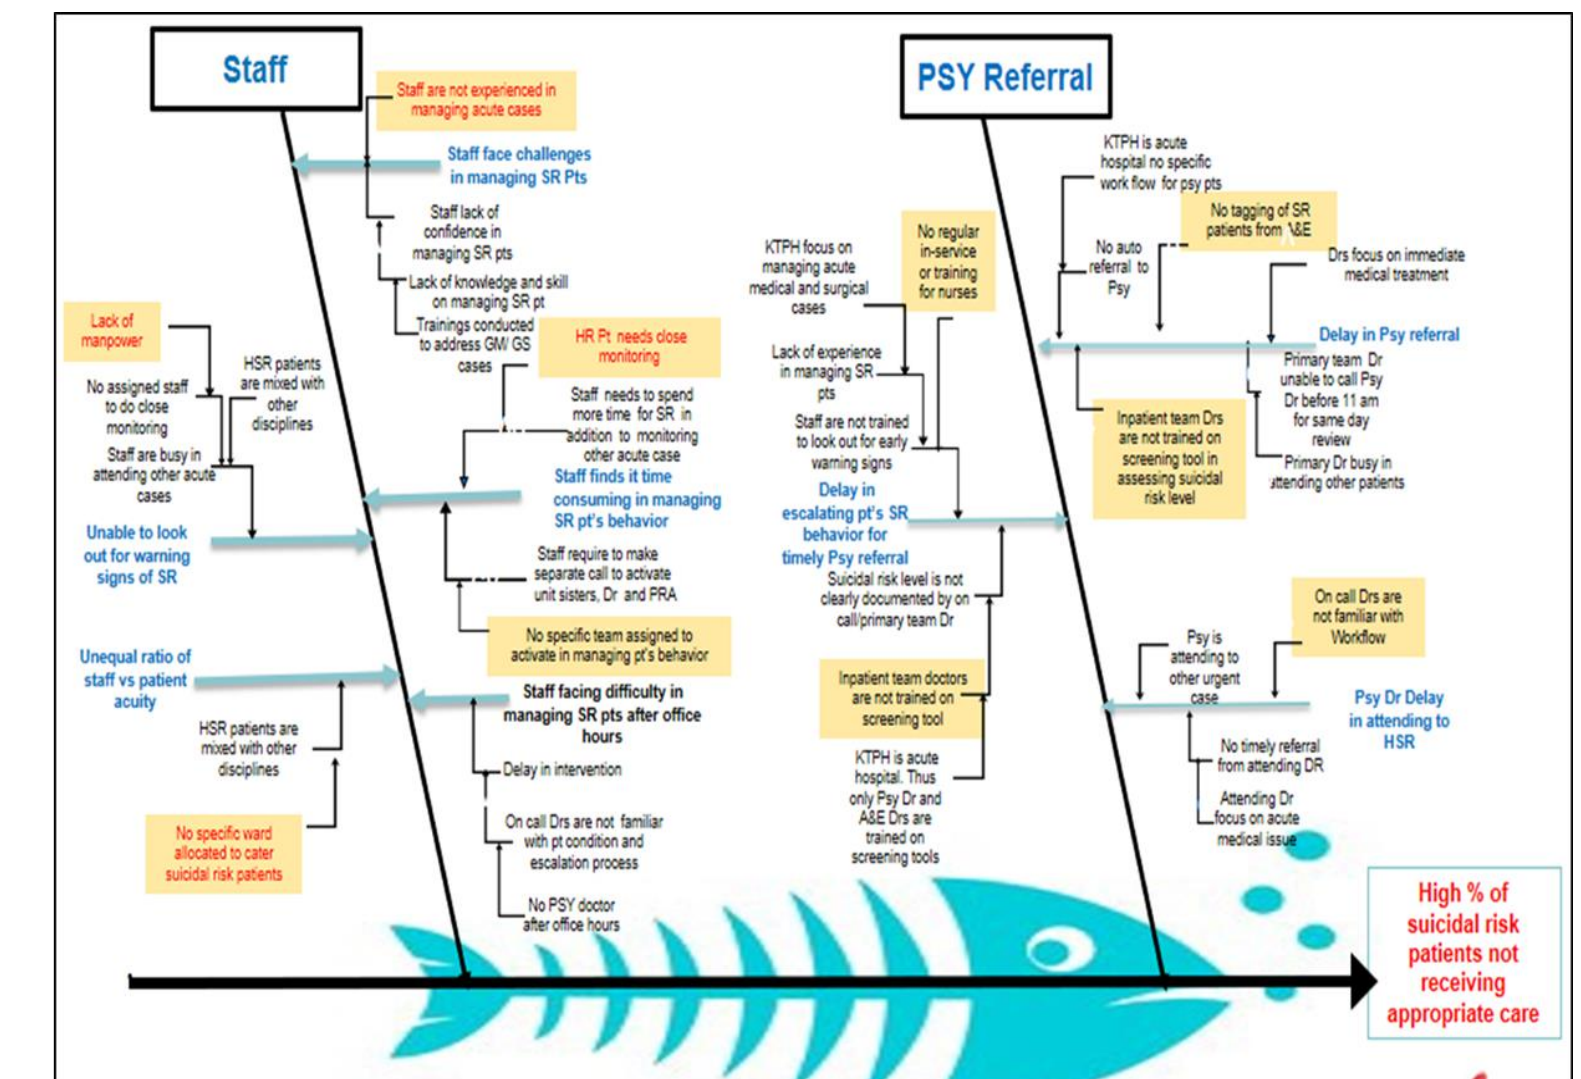 Staff
Staff are not experienced in
managing acute cases
Staff face challenges
in managing SR Pts
Staff lack of
confidence in
managing SR pts
Lack of knowledge and skill
on managing SR pt
Trainings conducted
to address GM/ GS
cases
Lack of
manpower
HSR patients
are mixed with
other
disciplines
No assigned staff
to do close
monitoring
Staff are busy in
attending other acute
cases
Unable to look
out for warning
signs of SR
HR Pt needs close
monitoring
Staff needs to spend
more time for SR in
addition to monitoring
other acute case
Staff finds it time
consuming in managing
SR pt's behavior
Staff require to make
separate call to activate
unit sisters, Dr and PRA
No specific team assigned to
activate in managing pt's behavior
Unequal ratio of
staff vs patient
acuity
HSR patients are
mixed with other
disciplines
No specific ward
allocated to cater
suicidal risk patients
Staff facing difficulty in
managing SR pts after office
hours
Delay in intervention
On call Drs are not familiar
with pt condition and
escalation process
No PSY doctor
after office hours
PSY Referral
KTPH is acute
hospital no specific
work flow for psy pts
No tagging of SR
patients from A&E
No auto
referral to
Psy
Drs focus on immediate
medical treatment
Delay in Psy referral
Primary team Dr
unable to call Psy
Dr before 11 am
for same day
review
Primary Dr busy in
attending other patients
Inpatient team Drs
are not trained on
screening tool in
assessing suicidal
risk level
No regular
in-service
or training
for nurses
KTPH focus on
managing acute
medical and surgical
cases
Lack of experience
in managing SR
pts
Staff are not trained
to look out for early
warning signs
Delay in
escalating pt's SR
behavior for
timely Psy referral
Suicidal risk level is not
clearly documented by on
call/primary team Dr
Inpatient team doctors
are not trained on
screening tool
KTPH is acute
hospital. Thus
only Psy Dr and
A&E Drs are
trained on
screening tools
On call Drs are
not familiar with
Workflow
Psy is
attending to
other urgent
case
Psy Dr Delay
in attending to
HSR
No timely referral
from attending DR
Attending Dr
focus on acute
medical issue
High % of
suicidal risk
patients not
receiving
appropriate care